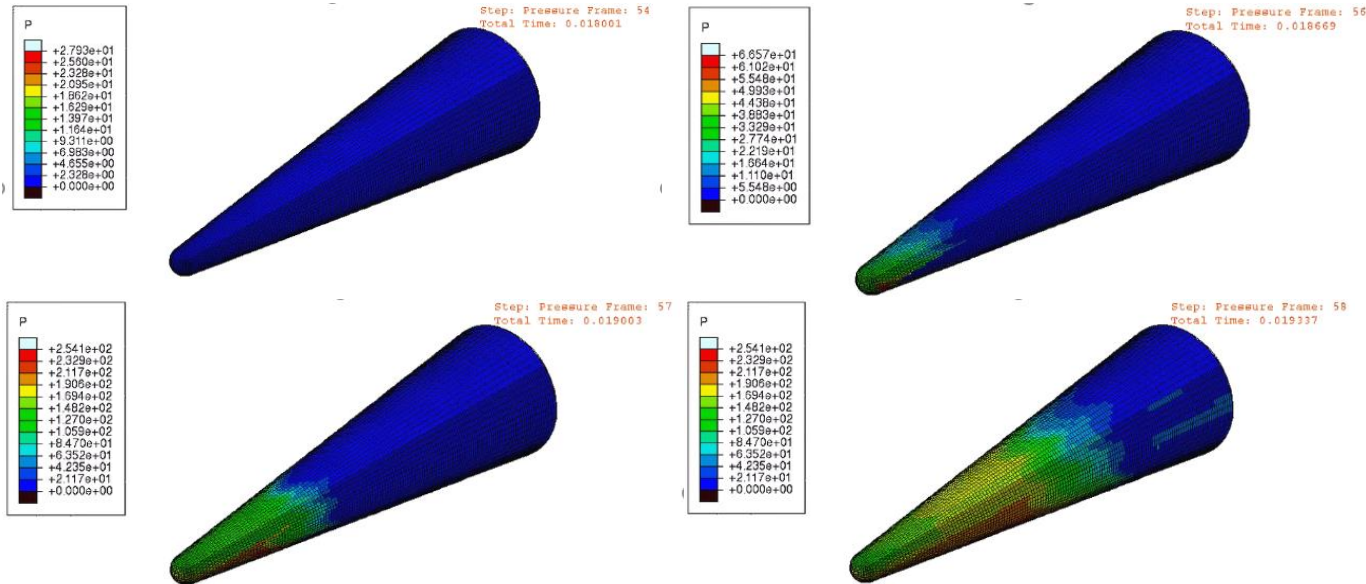 Step: Pressure Frame: 54
Total Time: 0.018001
P
+2.793e+01
+2.560e+01
+2.328e+01
+2.095e+01
+1.862e+01
+1.629e+01
+1.397e+01
+1.164e+01
+9.311e+00
+6.983e+00
+4.655e+00
+2.328e+00
+0.000e+00
Step: Pressure Frame: 56
Total Time: 0.018669
P
+6.657e+01
+6.102e+01
+5.548e+01
+4.993e+01
+4.438e+01
+3.883e+01
+3.329e+01
+2.774e+01
+2.219e+01
+1.664e+01
+1.110e+01
+5.548e+00
+0.000e+00
Step: Pressure Frame: 57
Total Time: 0.019003
P
+2.541e+02
+2.329e+02
+2.117e+02
+1.906e+02
+1.694e+02
+1.482e+02
+1.270e+02
+1.059e+02
+8.470e+01
+6.352e+01
+4.235e+01
+2.117e+01
+0.000e+00
Step: Pressure Frame: 58
Total Time: 0.019337
P
+2.541e+02
+2.329e+02
+2.117e+02
+1.906e+02
+1.694e+02
+1.482e+02
+1.270e+02
+1.059e+02
+8.470e+01
+6.352e+01
+4.235e+01
+2.117e+01
+0.000e+00